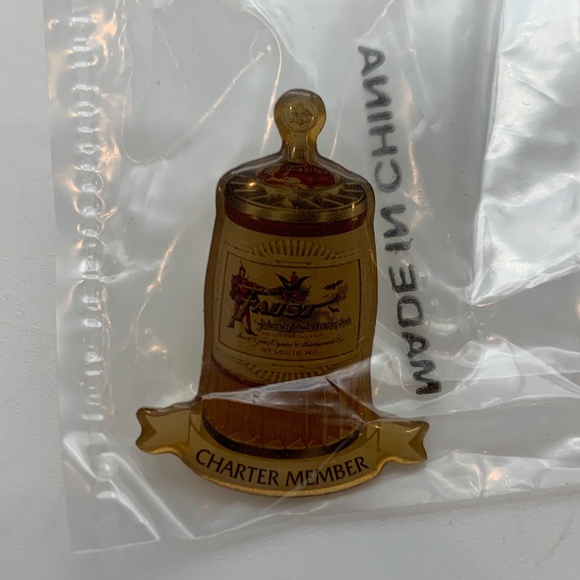 FAUST
ST. LOUIS, MO.
CHARTER MEMBER
MADE IN CHINA